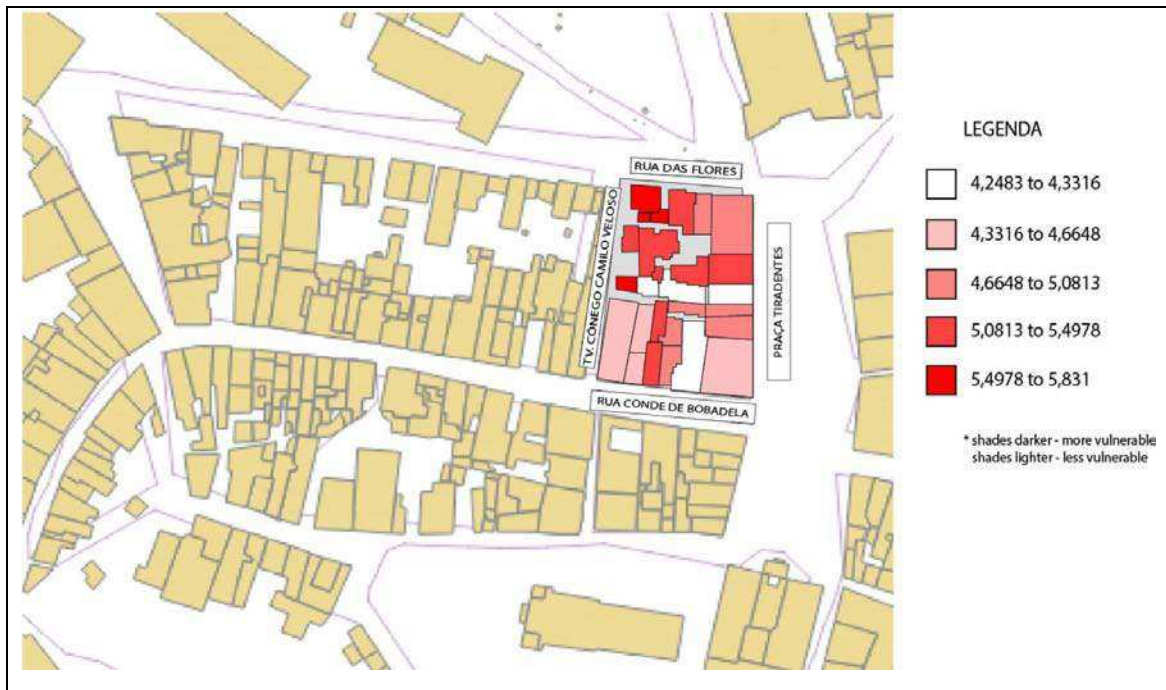 RUA DAS FLORES
TV. CÔNEGO CAMILO VELOSO
PRAÇA TIRADENTES
RUA CONDE DE BOBADELA
LEGENDA
4,2483 to 4,3316
4,3316 to 4,6648
4,6648 to 5,0813
5,0813 to 5,4978
5,4978 to 5,831
* shades darker - more vulnerable
shades lighter - less vulnerable